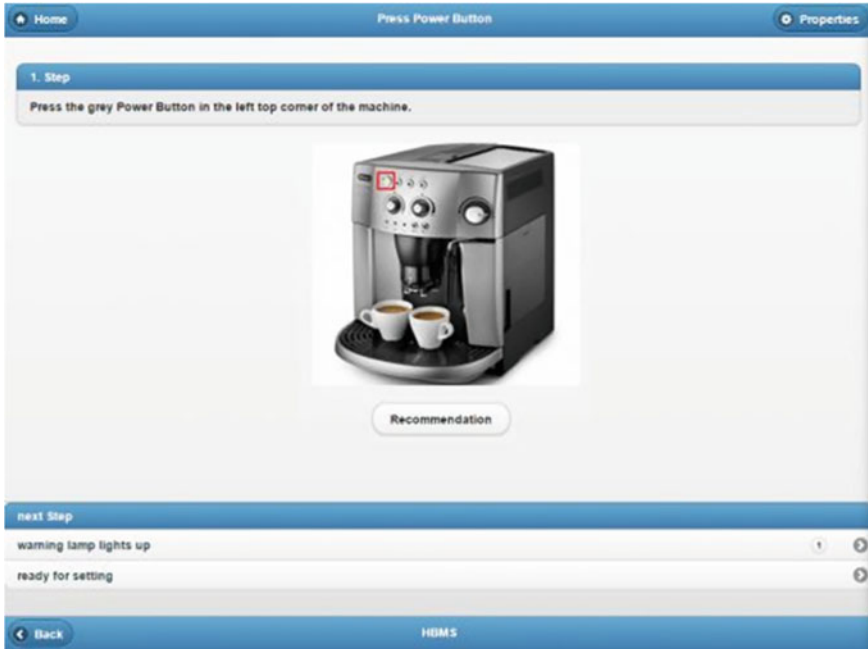 Home
Press Power Button
Properties
1. Step
Press the grey Power Button in the left top corner of the machine.
Recommendation
next Step
warning lamp lights up
1
ready for setting
Back
HBMS